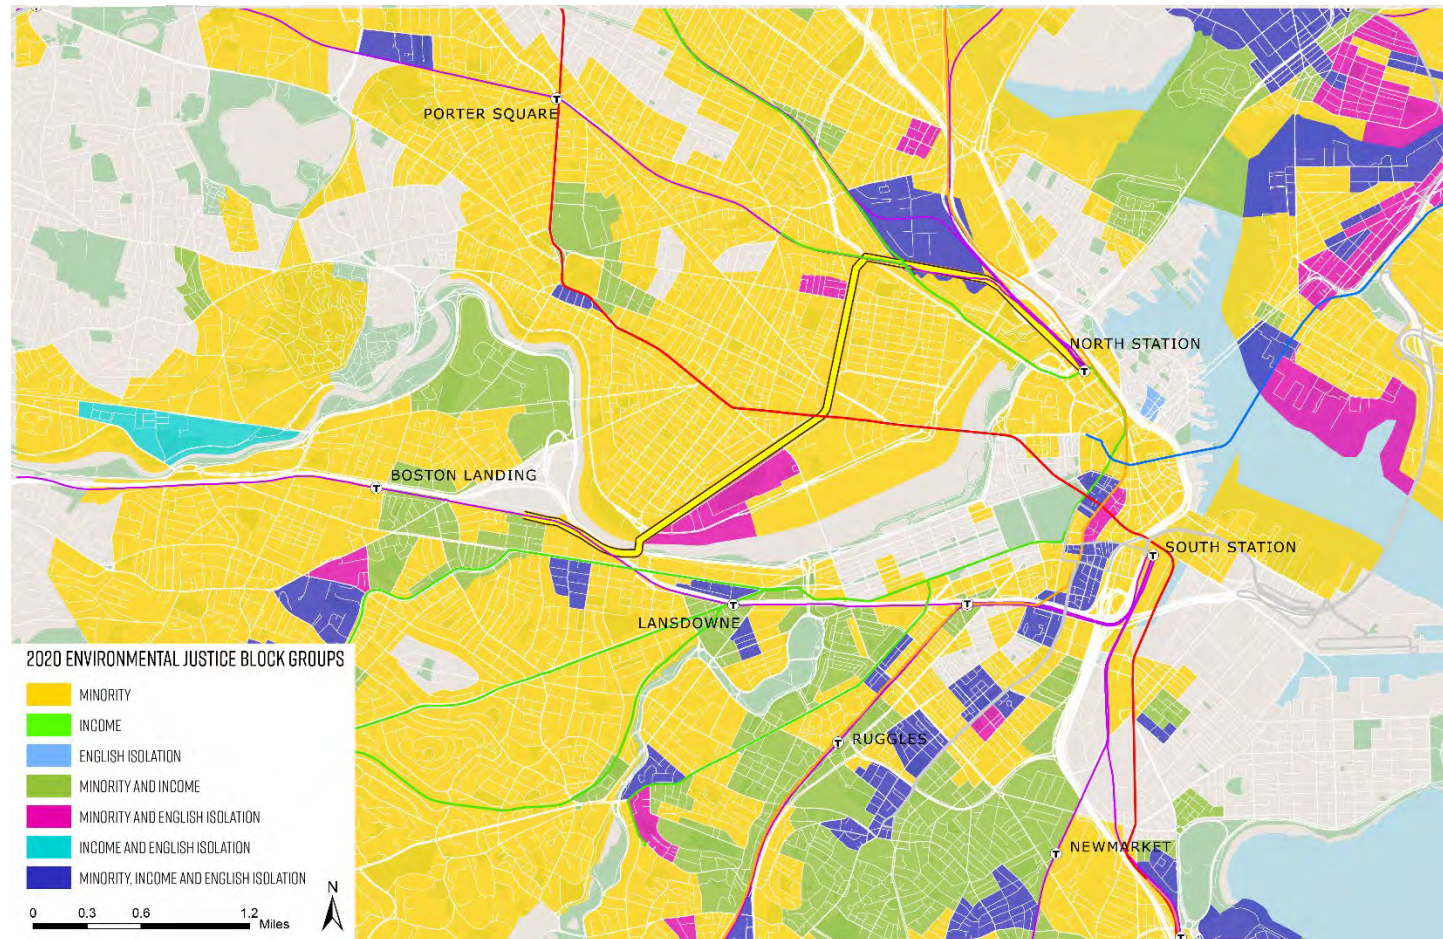 PORTER SQUARE
NORTH STATION
BOSTON LANDING
SOUTH STATION
LANSDOWNE
RUGGLES
NEWMARKET
2020 ENVIRONMENTAL JUSTICE BLOCK GROUPS
MINORITY
INCOME
ENGLISH ISOLATION
MINORITY AND INCOME
MINORITY AND ENGLISH ISOLATION
INCOME AND ENGLISH ISOLATION
MINORITY, INCOME AND ENGLISH ISOLATION
N
0 0.3 0.6 1.2
Miles
T
T
T
T
T
T
T
T
T